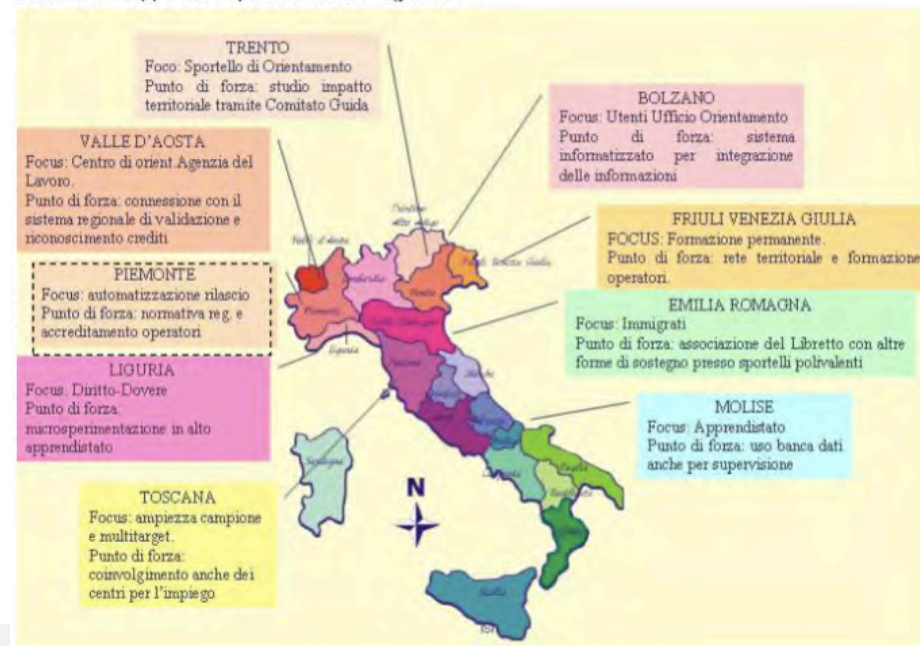 TRENTO
Foco: Sportello di Orientamento
Punto di forza: studio impatto
territoriale tramite Comitato Guida
BOLZANO
Focus: Utenti Ufficio Orientamento
Punto di forza: sistema
informatizzato per integrazione
delle informazioni
VALLE D'AOSTA
Focus: Centro di orient.Agenzia del
Lavoro.
Punto di forza: connessione con il
sistema regionale di validazione e
riconoscimento crediti
FRIULI VENEZIA GIULIA
FOCUS: Formazione permanente.
Punto di forza: rete territoriale e formazione
operatori.
PIEMONTE
Focus: automatizzazione rilascio
Punto di forza: normativa reg. e
accreditamento operatori
EMILIA ROMAGNA
Focus: Immigrati
Punto di forza: associazione del Libretto con altre
forme di sostegno presso sportelli polivalenti
LIGURIA
Focus: Diritto-Dovere
Punto di forza:
microsperimentazione in alto
apprendistato
MOLISE
Focus: Apprendistato
Punto di forza: uso banca dati
anche per supervisione
TOSCANA
Focus: ampiezza campione
e multitarget.
Punto di forza:
coinvolgimento anche dei
centri per l'impiego
Sardegna
Puglia
Sicilia
N